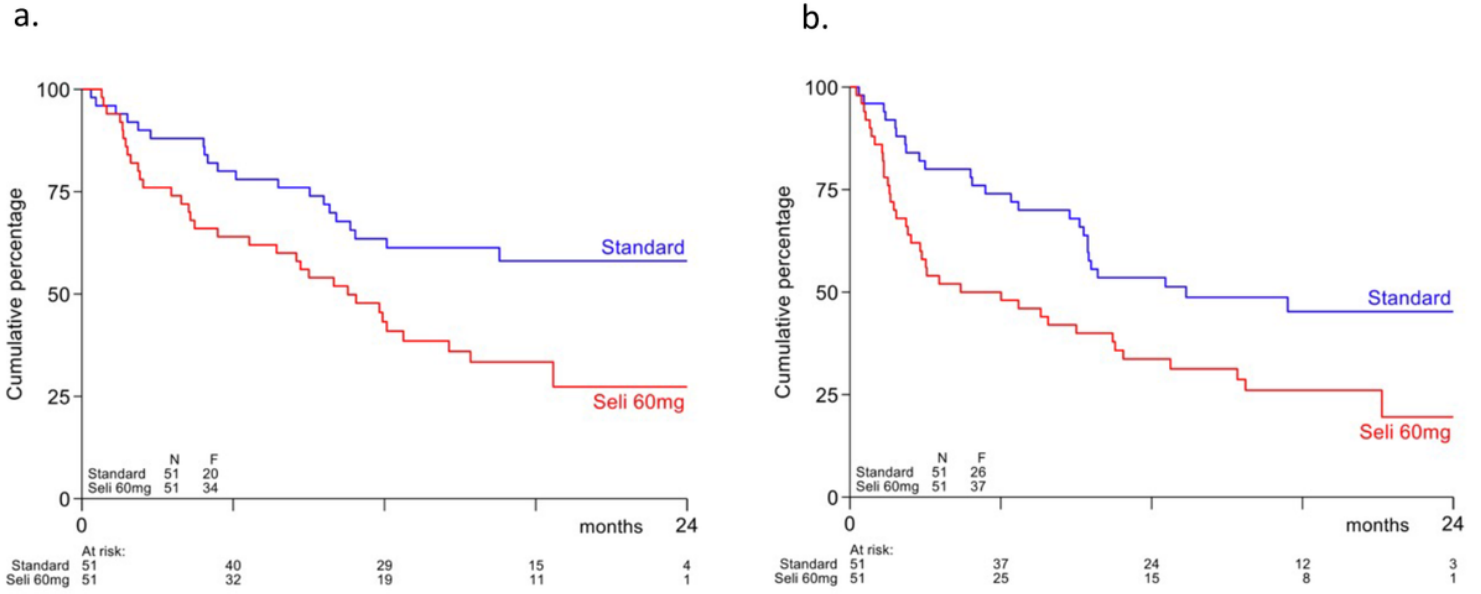 a.
Cumulative percentage
100
75
50
25
0
Standard
Seli 60mg
N F
Standard 51 20
Seli 60mg 51 34
0 months 24
At risk:
Standard 51 40 29 15 4
Seli 60mg 51 32 19 11 1
b.
Cumulative percentage
100
75
50
25
0
Standard
Seli 60mg
N F
Standard 51 26
Seli 60mg 51 37
0 months 24
At risk:
Standard 51 37 24 12 3
Seli 60mg 51 25 15 8 1